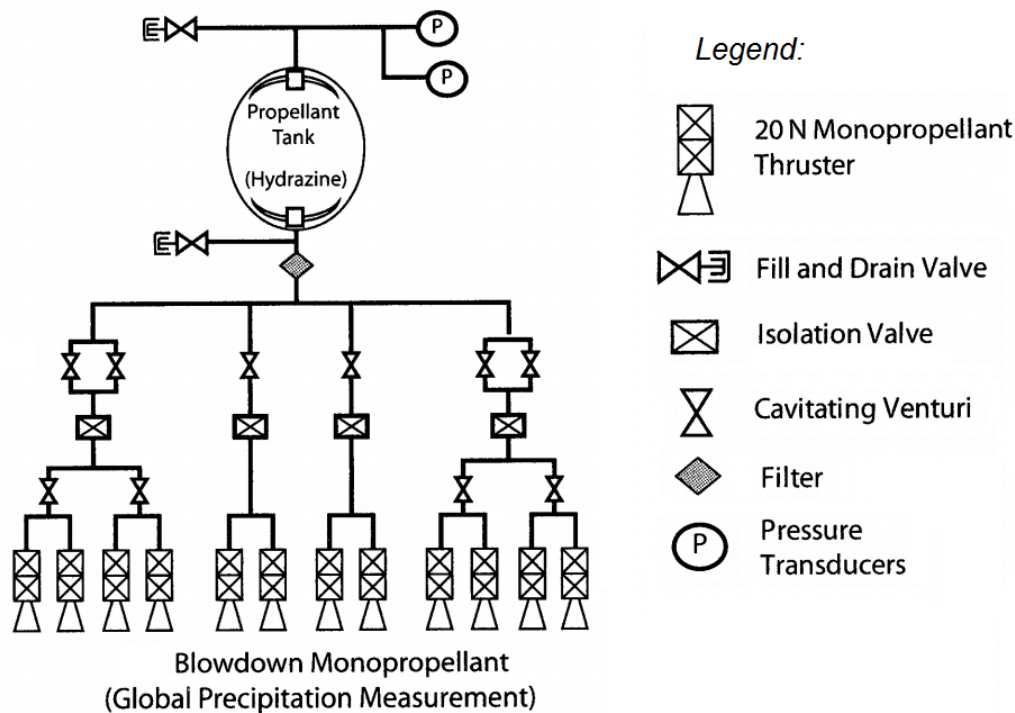 P
P
Propellant
Tank
(Hydrazine)
Blowdown Monopropellant
(Global Precipitation Measurement)
Legend:
20 N Monopropellant
Thruster
Fill and Drain Valve
Isolation Valve
Cavitating Venturi
Filter
P
Pressure
Transducers